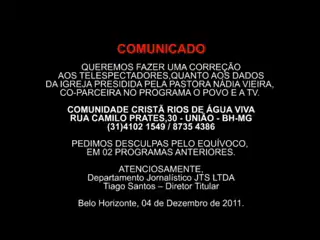 COMUNICADO
QUEREMOS FAZER UMA CORREÇÃO
AOS TELESPECTADORES,QUANTO AOS DADOS
DA IGREJA PRESIDIDA PELA PASTORA NÁDIA VIEIRA,
CO-PARCEIRA NO PROGRAMA O POVO E A TV.
COMUNIDADE CRISTÃ RIOS DE ÁGUA VIVA
RUA CAMILO PRATES,30 - UNIÃO - BH-MG
(31)4102 1549 / 8735 4386
PEDIMOS DESCULPAS PELO EQUÍVOCO,
EM 02 PROGRAMAS ANTERIORES.
ATENCIOSAMENTE,
Departamento Jornalístico JTS LTDA
Tiago Santos – Diretor Titular
Belo Horizonte, 04 de Dezembro de 2011.